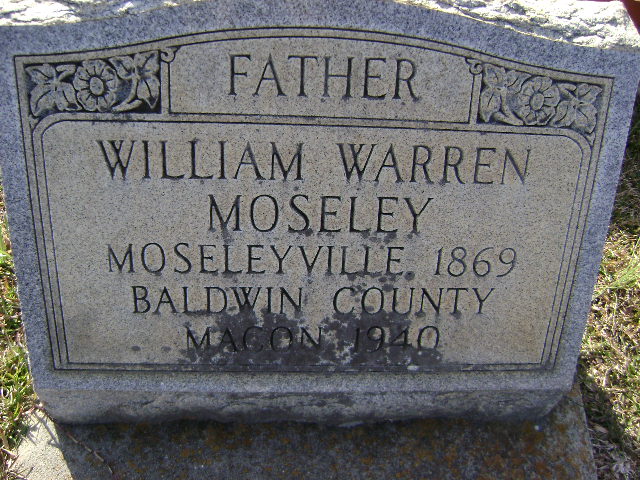 FATHER
WILLIAM WARREN
MOSELEY
MOSELEYVILLE 1869
BALDWIN COUNTY
MACON 1940